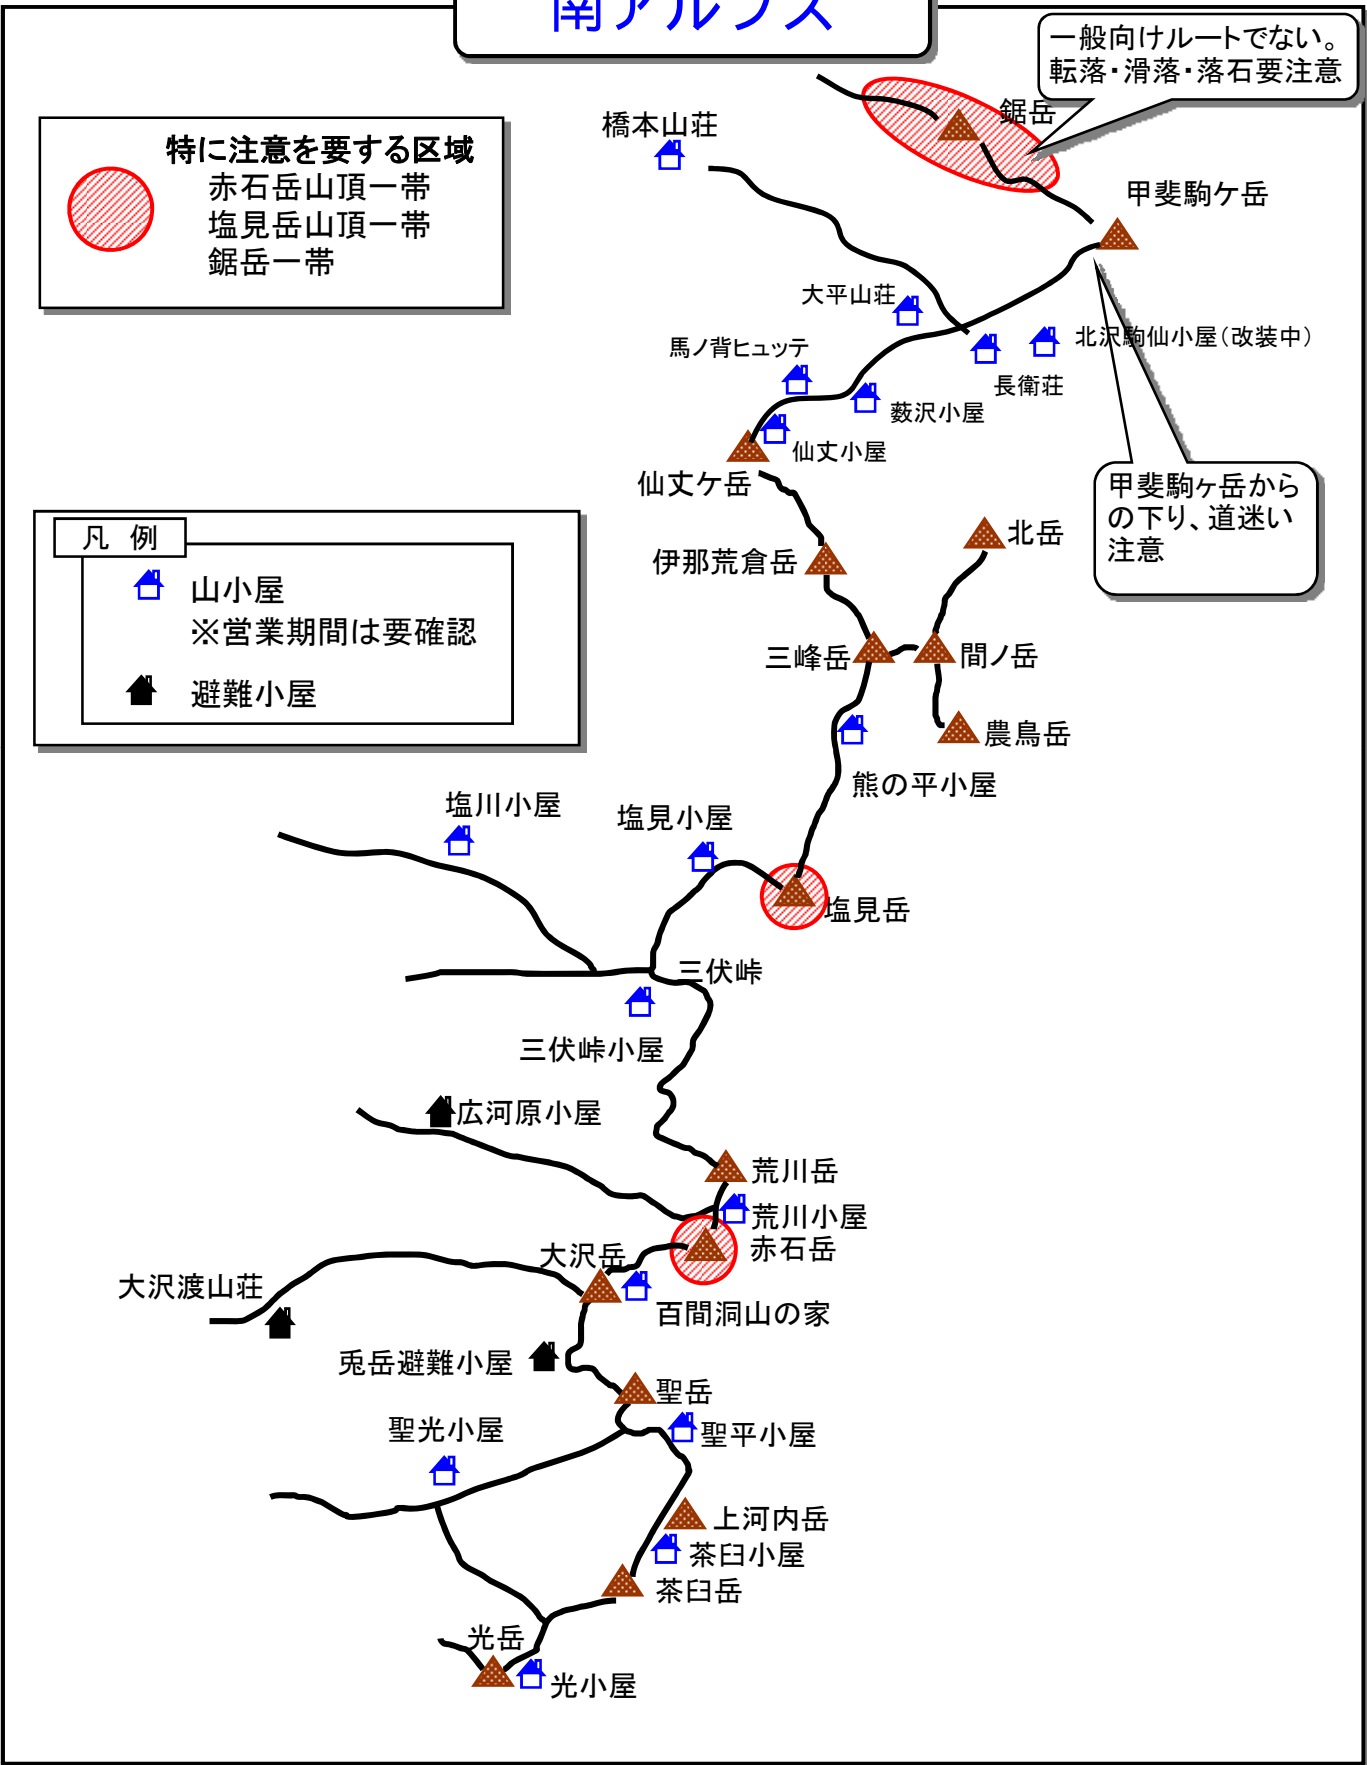 南アルプス
一般向けルートでない。
転落・滑落・落石要注意
鋸岳
橋本山荘
特に注意を要する区域
赤石岳山頂一帯
塩見岳山頂一帯
鋸岳一帯
甲斐駒ケ岳
大平山荘
北沢駒仙小屋（改装中）
馬ノ背ヒュッテ
長衛荘
薮沢小屋
仙丈小屋
仙丈ケ岳
甲斐駒ヶ岳から
の下り、道迷い
注意
凡 例
山小屋
※営業期間は要確認
避難小屋
北岳
伊那荒倉岳
三峰岳
間ノ岳
農鳥岳
熊の平小屋
塩川小屋
塩見小屋
塩見岳
三伏峠
三伏峠小屋
広河原小屋
荒川岳
荒川小屋
赤石岳
大沢岳
大沢渡山荘
百間洞山の家
兎岳避難小屋
聖岳
聖光小屋
聖平小屋
上河内岳
茶臼小屋
茶臼岳
光岳
光小屋